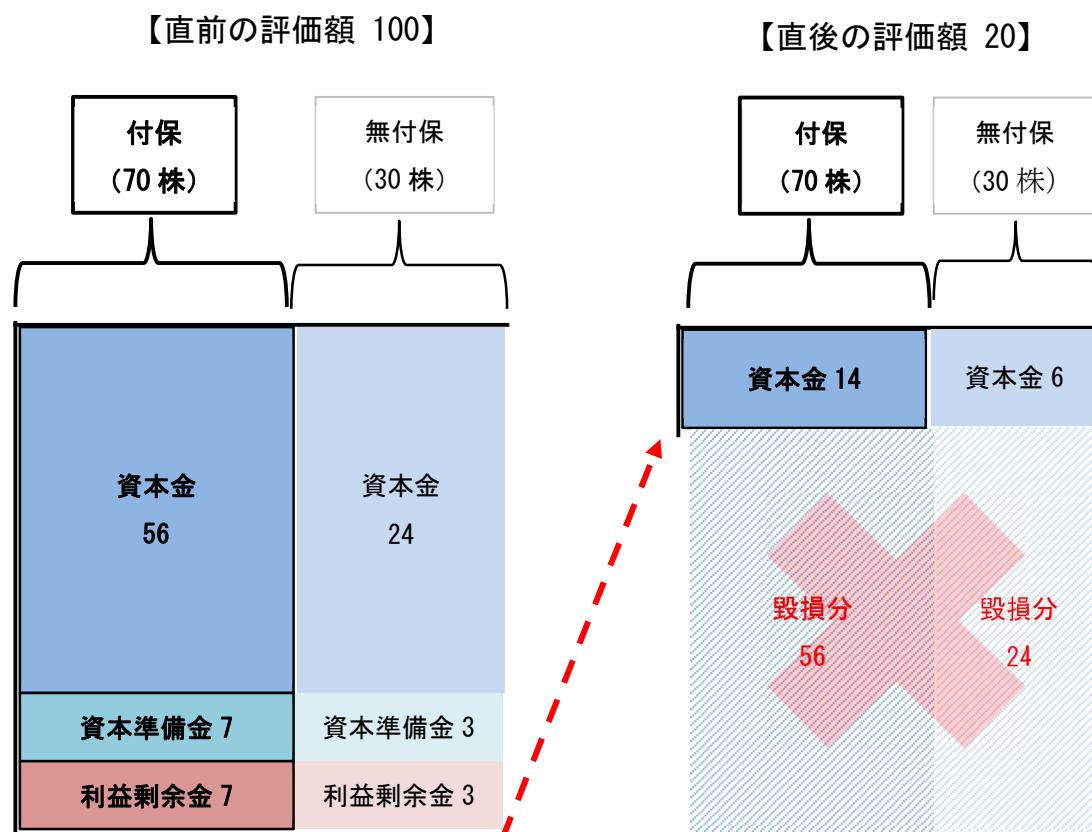 【直前の評価額 100】
付保
(70 株)
無付保
(30 株)
資本金
56
資本金
24
資本準備金 7
資本準備金 3
利益剰余金 7
利益剰余金 3
【直後の評価額 20】
付保
(70 株)
無付保
(30 株)
資本金 14
資本金 6
毀損分
56
毀損分
24